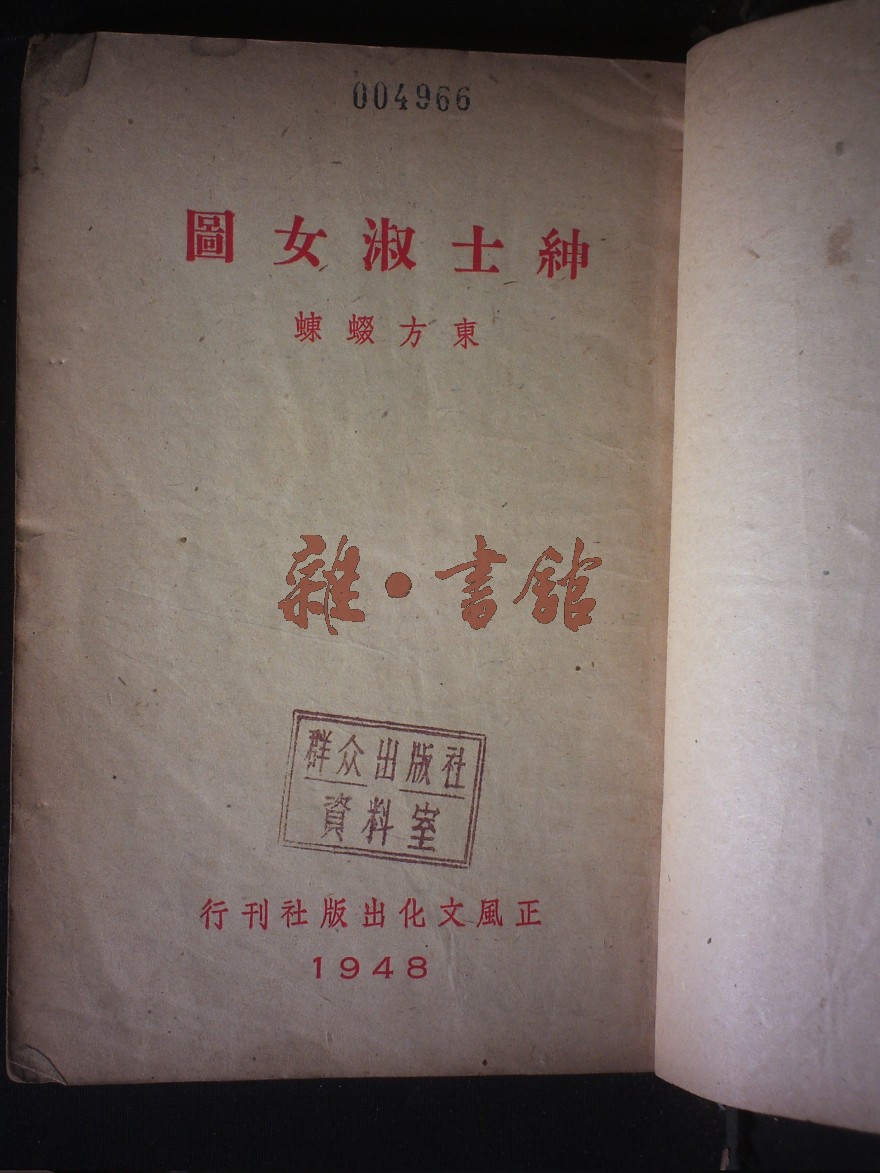 004966
紳士淑女圖
東方蝃蝀
雜·書館
群众出版社
資料室
正風文化出版社刊行
1948